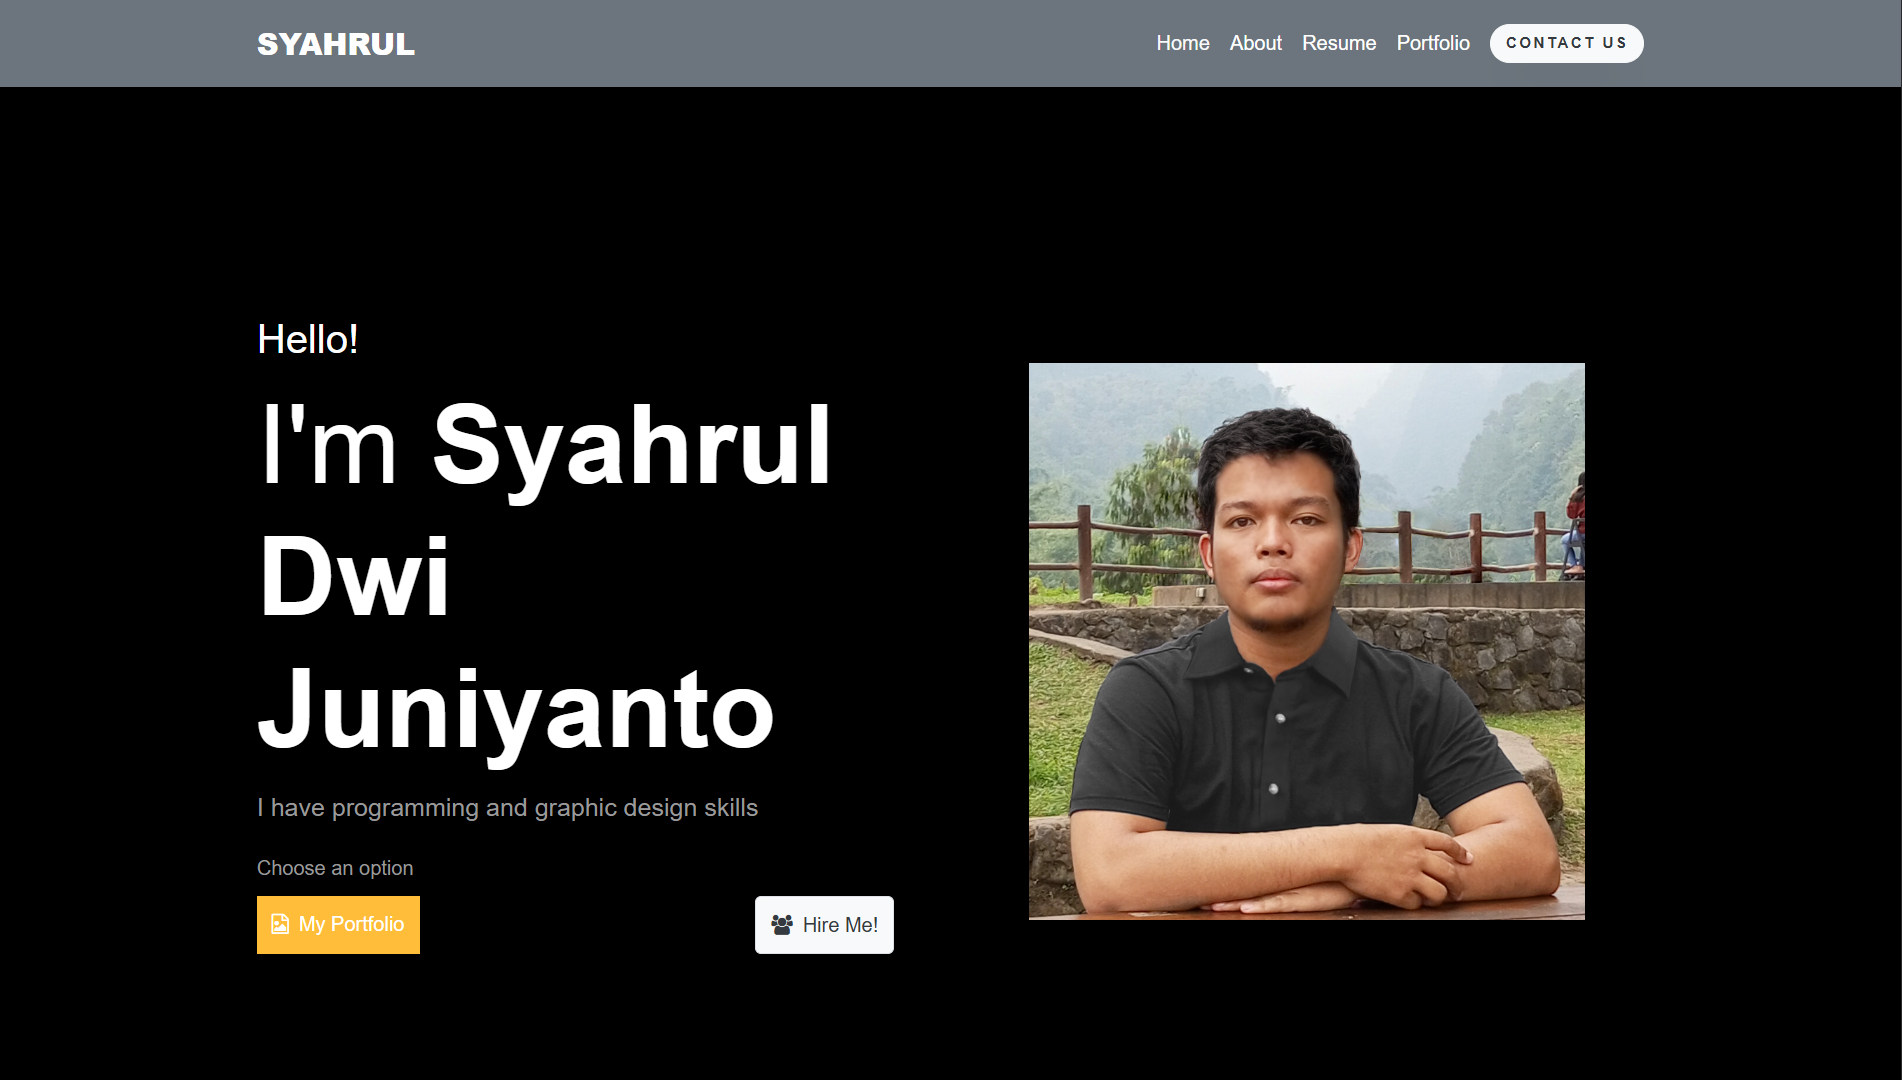 SYAHRUL
Home About Resume Portfolio CONTACT US
Hello!
I'm Syahrul
Dwi
Juniyanto
I have programming and graphic design skills
Choose an option
My Portfolio
Hire Me!